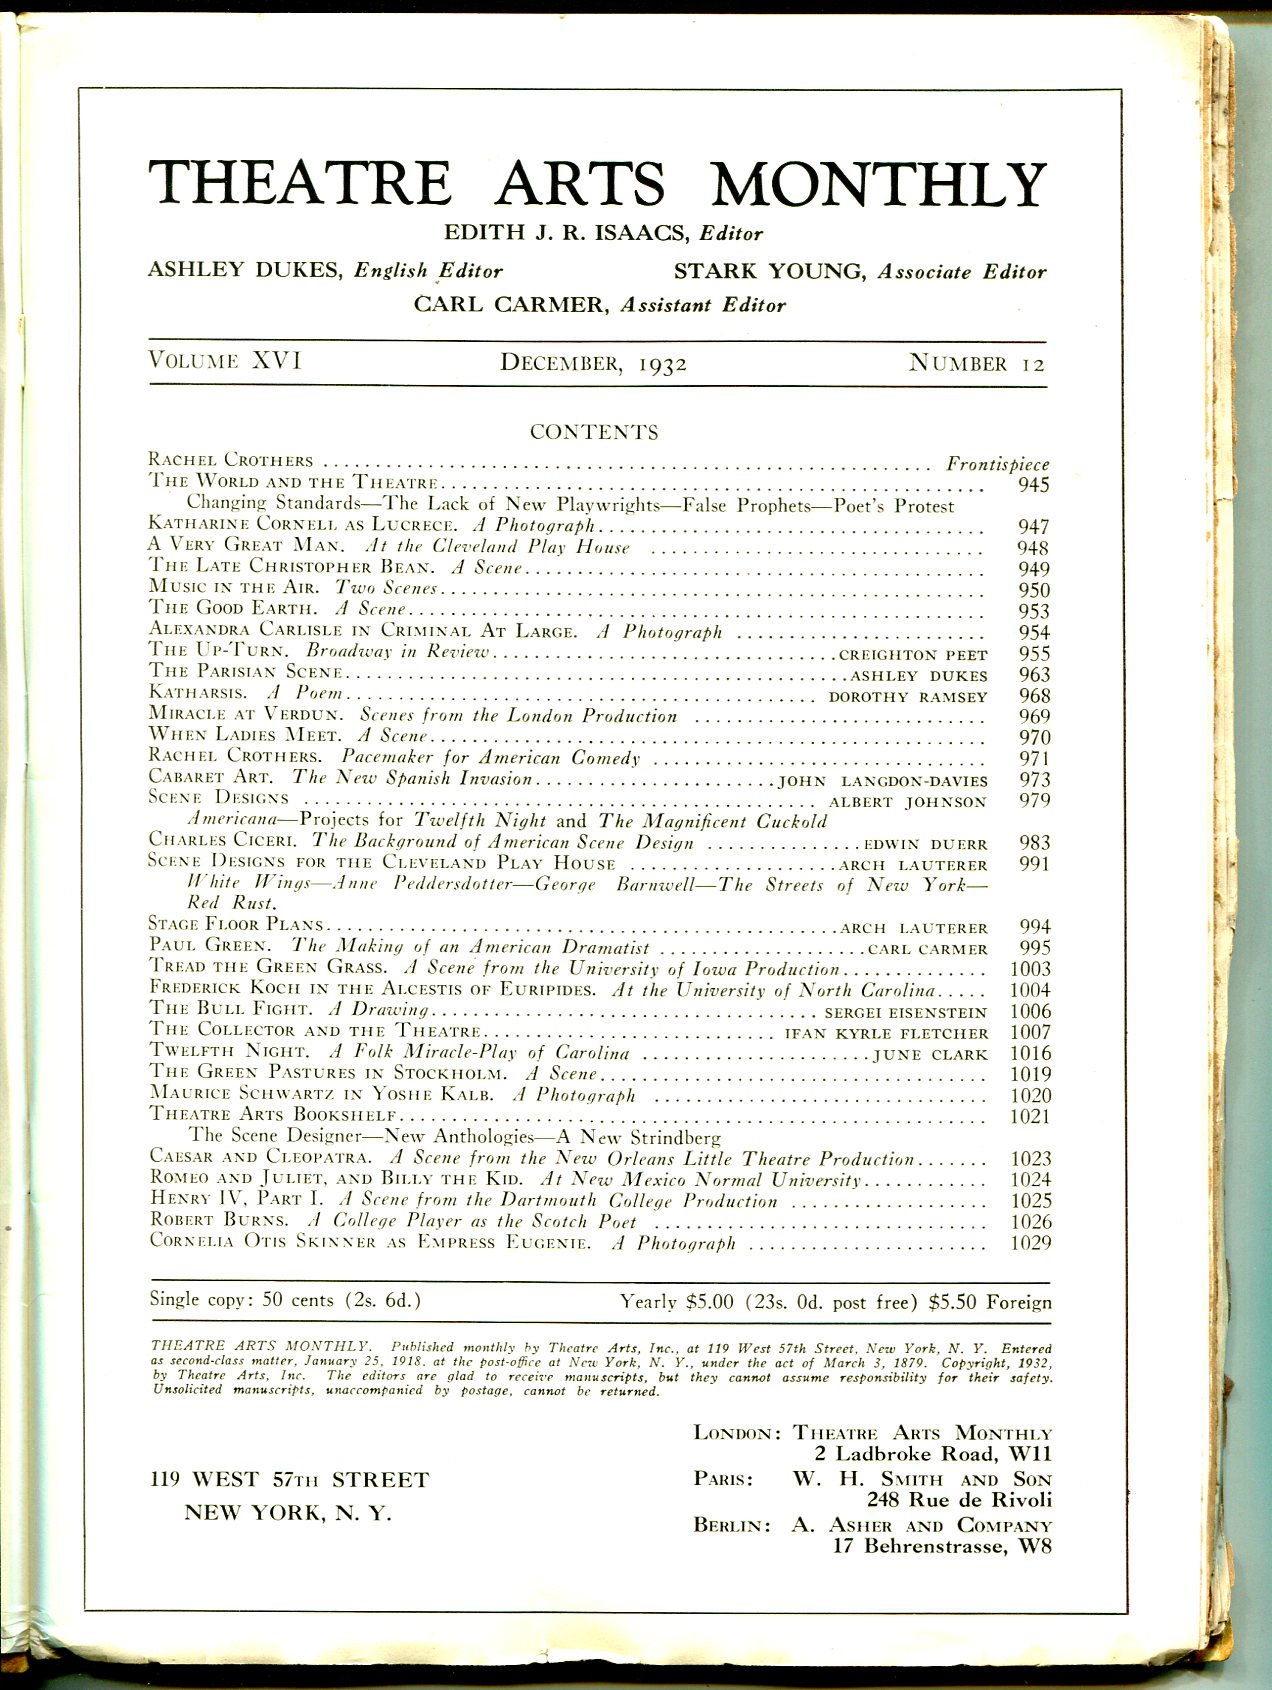 THEATRE ARTS MONTHLY
EDITH J. R. ISAACS, Editor
ASHLEY DUKES, English Editor STARK YOUNG, Associate Editor
CARL CARMER, Assistant Editor
VOLUME XVI DECEMBER, 1932 NUMBER 12
CONTENTS
RACHEL CROTHERS ... Frontispiece
THE WORLD AND THE THEATRE ... 945
Changing Standards—The Lack of New Playwrights—False Prophets—Poet's Protest
KATHARINE CORNELL AS LUCRECE. A Photograph ... 947
A VERY GREAT MAN. At the Cleveland Play House ... 948
THE LATE CHRISTOPHER BEAN. A Scene ... 949
MUSIC IN THE AIR. Two Scenes ... 950
THE GOOD EARTH. A Scene ... 953
ALEXANDRA CARLISLE IN CRIMINAL AT LARGE. A Photograph ... 954
THE UP-TURN. Broadway in Review ... CREIGHTON PEET 955
THE PARISIAN SCENE ... ASHLEY DUKES 963
KATHARSIS. A Poem ... DOROTHY RAMSEY 968
MIRACLE AT VERDUN. Scenes from the London Production ... 969
WHEN LADIES MEET. A Scene ... 970
RACHEL CROTHERS. Pacemaker for American Comedy ... 971
CABARET ART. The New Spanish Invasion ... JOHN LANGDON-DAVIES 973
SCENE DESIGNS ... ALBERT JOHNSON 979
Americana—Projects for Twelfth Night and The Magnificent Cuckold
CHARLES CICERI. The Background of American Scene Design ... EDWIN DUERR 983
SCENE DESIGNS FOR THE CLEVELAND PLAY HOUSE ... ARCH LAUTERER 991
White Wings—Anne Peddersdotter—George Barnwell—The Streets of New York—
Red Rust.
STAGE FLOOR PLANS ... ARCH LAUTERER 994
PAUL GREEN. The Making of an American Dramatist ... CARL CARMER 995
TREAD THE GREEN GRASS. A Scene from the University of Iowa Production ... 1003
FREDERICK KOCH IN THE ALCESTIS OF EURIPIDES. At the University of North Carolina ... 1004
THE BULL FIGHT. A Drawing ... SERGEI EISENSTEIN 1006
THE COLLECTOR AND THE THEATRE ... IFAN KYRLE FLETCHER 1007
TWELFTH NIGHT. A Folk Miracle-Play of Carolina ... JUNE CLARK 1016
THE GREEN PASTURES IN STOCKHOLM. A Scene ... 1019
MAURICE SCHWARTZ IN YOSHE KALB. A Photograph ... 1020
THEATRE ARTS BOOKSHELF ... 1021
The Scene Designer—New Anthologies—A New Strindberg
CAESAR AND CLEOPATRA. A Scene from the New Orleans Little Theatre Production ... 1023
ROMEO AND JULIET, AND BILLY THE KID. At New Mexico Normal University ... 1024
HENRY IV, PART I. A Scene from the Dartmouth College Production ... 1025
ROBERT BURNS. A College Player as the Scotch Poet ... 1026
CORNELIA OTIS SKINNER AS EMPRESS EUGENIE. A Photograph ... 1029
Single copy: 50 cents (2s. 6d.) Yearly $5.00 (23s. 0d. post free) $5.50 Foreign
THEATRE ARTS MONTHLY. Published monthly by Theatre Arts, Inc., at 119 West 57th Street, New York, N. Y. Entered
as second-class matter, January 25, 1918, at the post-office at New York, N. Y., under the act of March 3, 1879. Copyright, 1932,
by Theatre Arts, Inc. The editors are glad to receive manuscripts, but they cannot assume responsibility for their safety.
Unsolicited manuscripts, unaccompanied by postage, cannot be returned.
119 WEST 57TH STREET
NEW YORK, N. Y.
LONDON: THEATRE ARTS MONTHLY
2 Ladbroke Road, W11
PARIS: W. H. SMITH AND SON
248 Rue de Rivoli
BERLIN: A. ASHER AND COMPANY
17 Behrenstrasse, W8